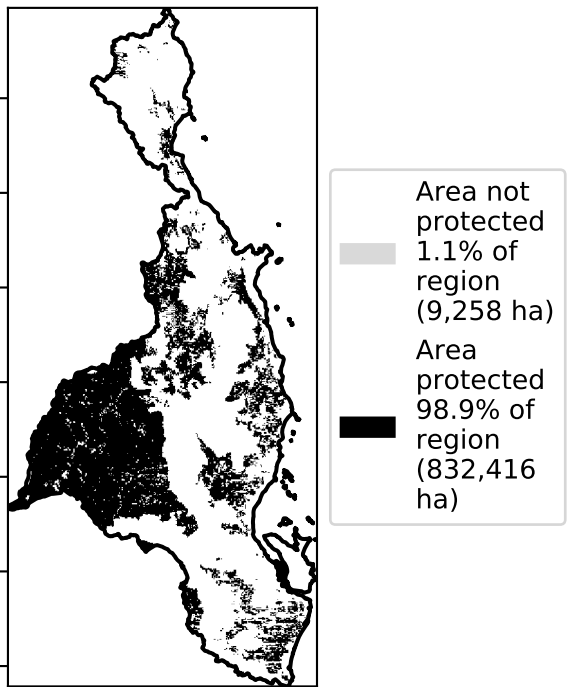 Area not
protected
1.1% of
region
(9,258 ha)
Area
protected
98.9% of
region
(832,416
ha)